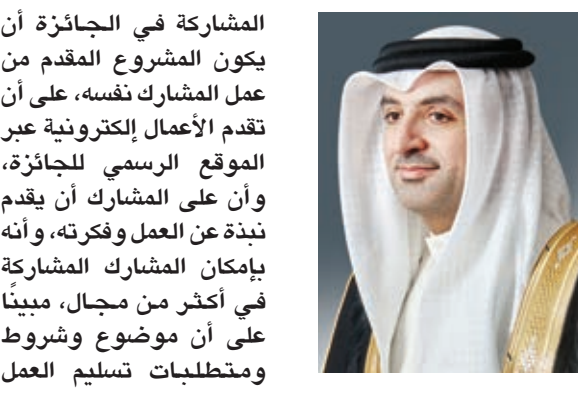 المشاركة في الجائزة أن
يكون المشروع المقدم من
عمل المشارك نفسه، على أن
تقدم الأعمال إلكترونية عبر
الموقع الرسمي للجائزة،
وأن على المشارك أن يقدم
نبذة عن العمل وفكرته، وأنه
بإمكان المشارك المشاركة
في أكثر من مجال، مبينًا
على أن موضوع وشروط
ومتطلبات تسليم العمل